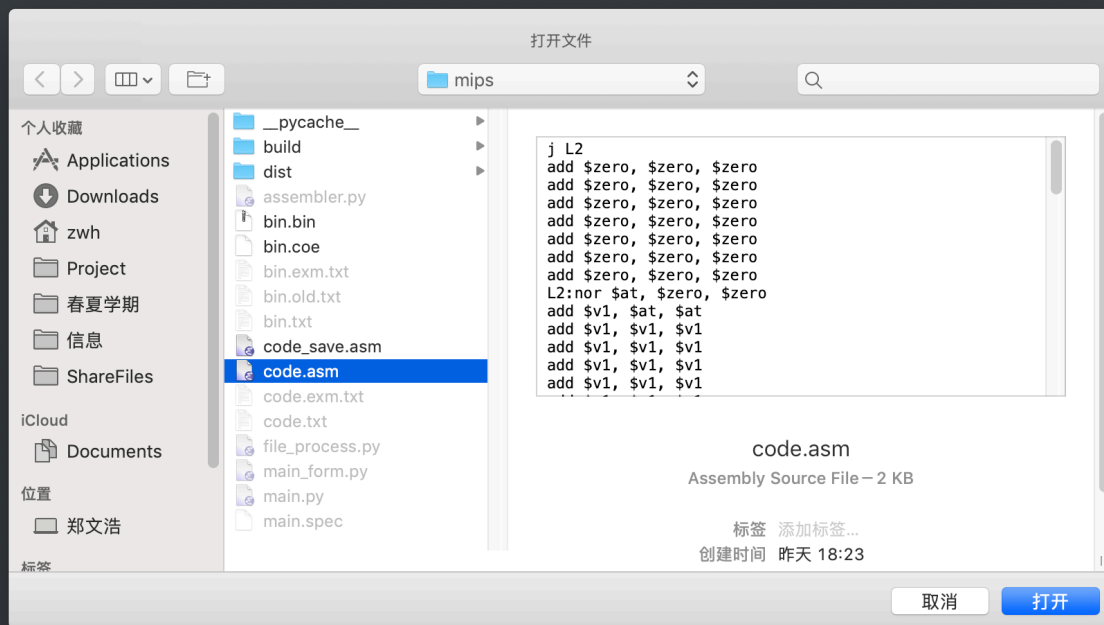 打开文件
mips
个人收藏
Applications
Downloads
zwh
Project
春夏学期
信息
ShareFiles
iCloud
Documents
位置
郑文浩
标签
__pycache__
build
dist
assembler.py
bin.bin
bin.coe
bin.exm.txt
bin.old.txt
bin.txt
code_save.asm
code.asm
code.exm.txt
code.txt
file_process.py
main_form.py
main.py
main.spec
j L2
add $zero, $zero, $zero
add $zero, $zero, $zero
add $zero, $zero, $zero
add $zero, $zero, $zero
add $zero, $zero, $zero
add $zero, $zero, $zero
add $zero, $zero, $zero
L2:nor $at, $zero, $zero
add $v1, $at, $at
add $v1, $v1, $v1
add $v1, $v1, $v1
add $v1, $v1, $v1
add $v1, $v1, $v1
code.asm
Assembly Source File – 2 KB
标签 添加标签...
创建时间 昨天 18:23
取消
打开